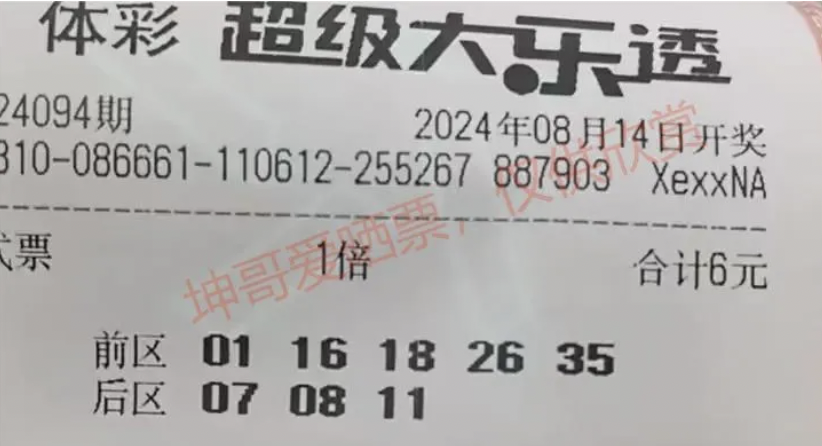 体彩 超级大乐透
24094期 2024年08月14日开奖
310-086661-110612-255267 887903 XexxNA
式票 1倍 合计6元
坤哥爱晒票，仅供欣赏
前区 01 16 18 26 35
后区 07 08 11